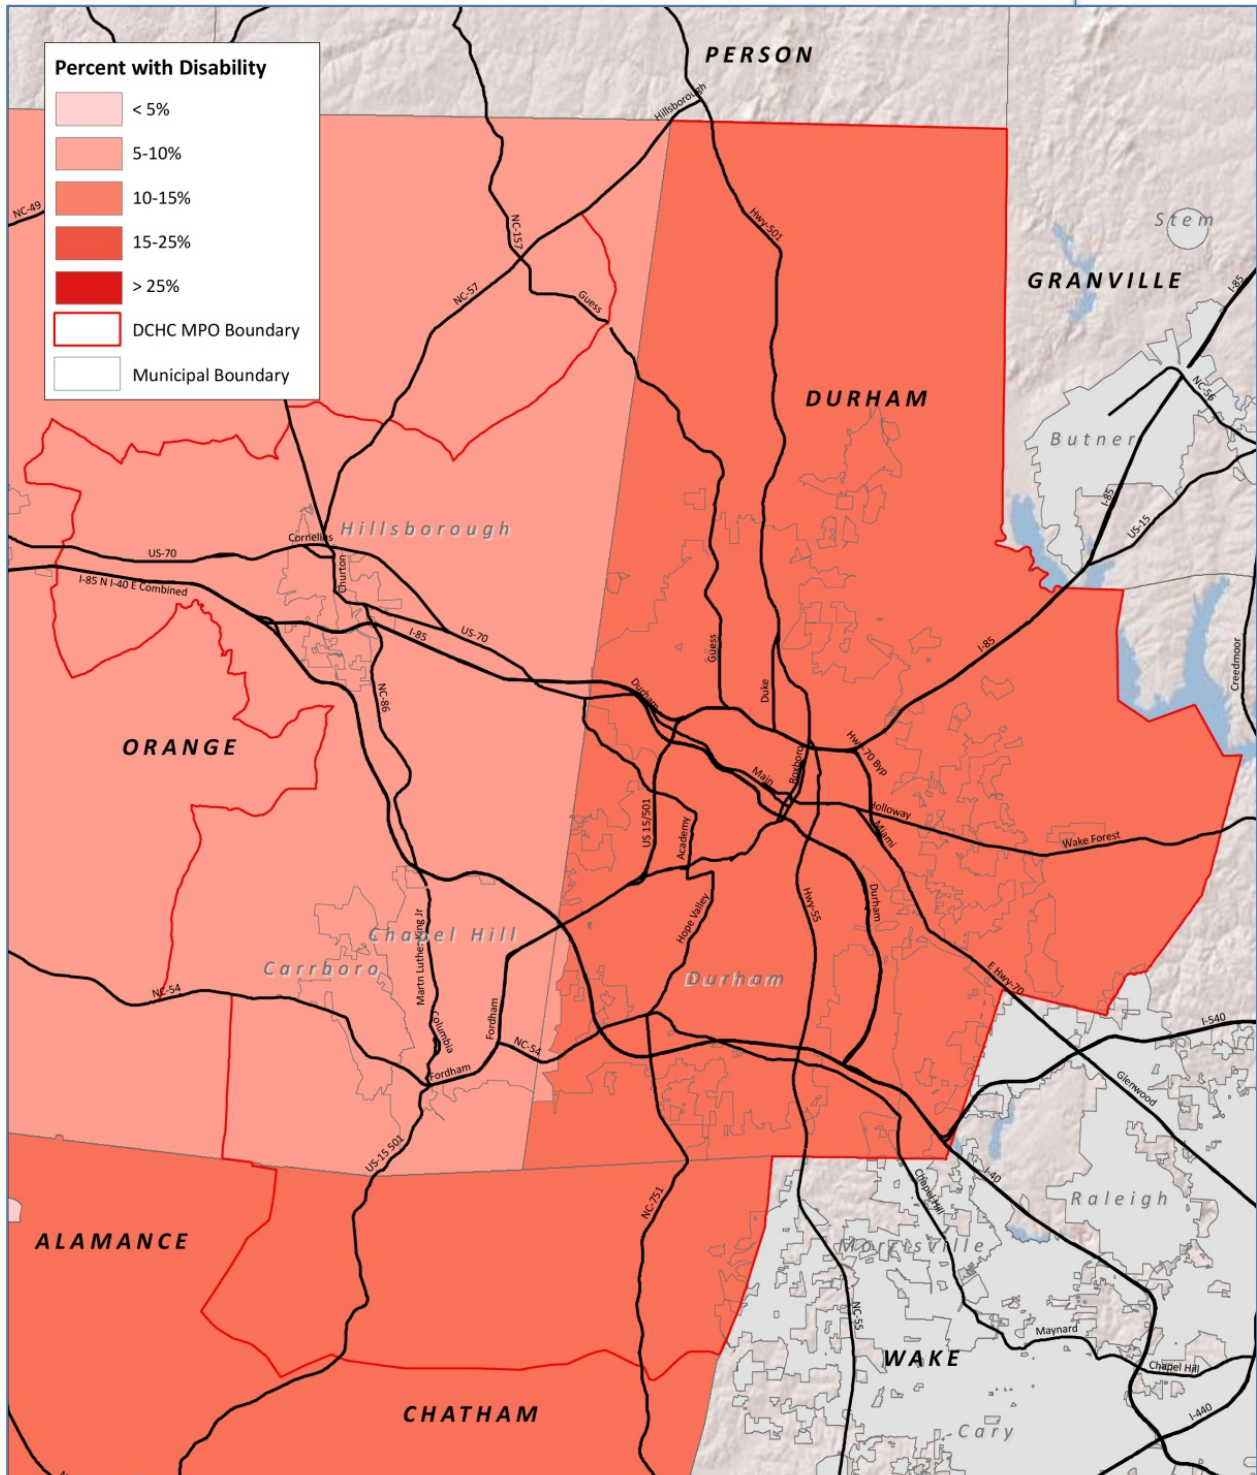 PERSON
Percent with Disability
< 5%
5-10%
10-15%
15-25%
> 25%
DCHC MPO Boundary
Municipal Boundary
Hillsborough
NC-49
NC-157
Hwy-501
Stem
GRANVILLE
I-85
NC-57
Guess
DURHAM
NC-56
Butner
I-85
US-15
Hillsborough
Cornelius
US-70
Churton
I-85 N I-40 E Combined
I-85
US-70
Guess
Duke
I-85
Creedmoor
NC-86
Durham
ORANGE
Hwy-70 Byp
Main
Roxboro
US 15/501
Academy
Holloway
Miami
Wake Forest
Durham
Hwy-55
Hope Valley
Martn Luther King Jr
Chapel Hill
Carrboro
Durham
E Hwy-70
NC-54
Fordham
Columbia
NC-54
Fordham
I-540
Glenwood
US-15 501
I-40
NC-751
Chapel Hill
Raleigh
ALAMANCE
Morrisville
NC-55
Maynard
WAKE
Chapel Hill
CHATHAM
I-440
Cary